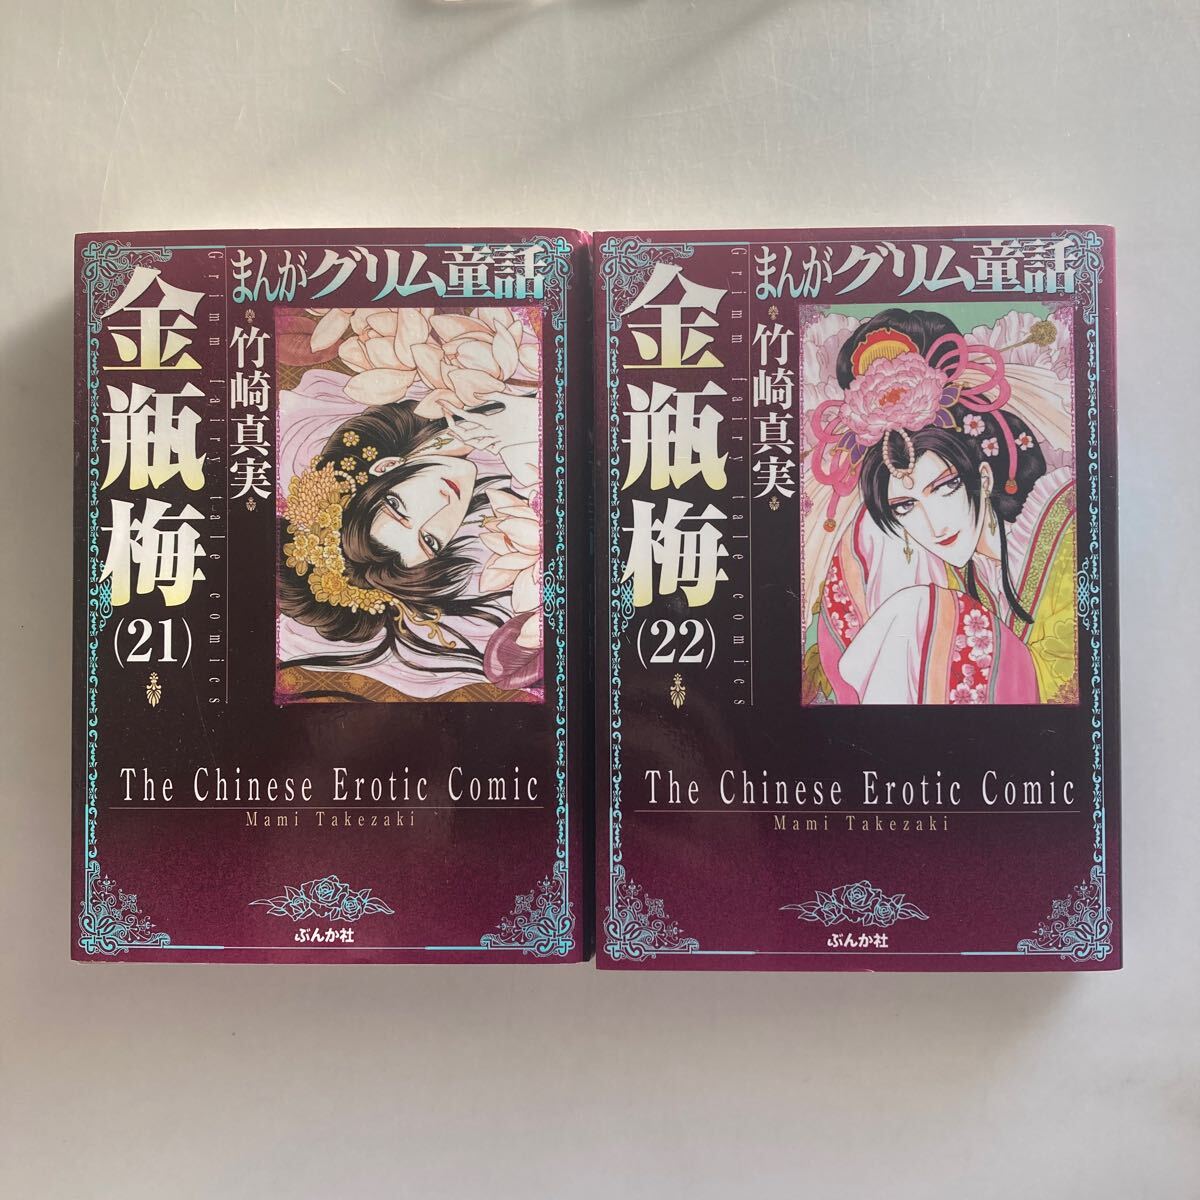 まんがグリム童話
金瓶梅
(21)
Grimm fairy tale comics
竹崎真実
The Chinese Erotic Comic
Mami Takezaki
ぶんか社
まんがグリム童話
金瓶梅
(22)
Grimm fairy tale comics
竹崎真実
The Chinese Erotic Comic
Mami Takezaki
ぶんか社